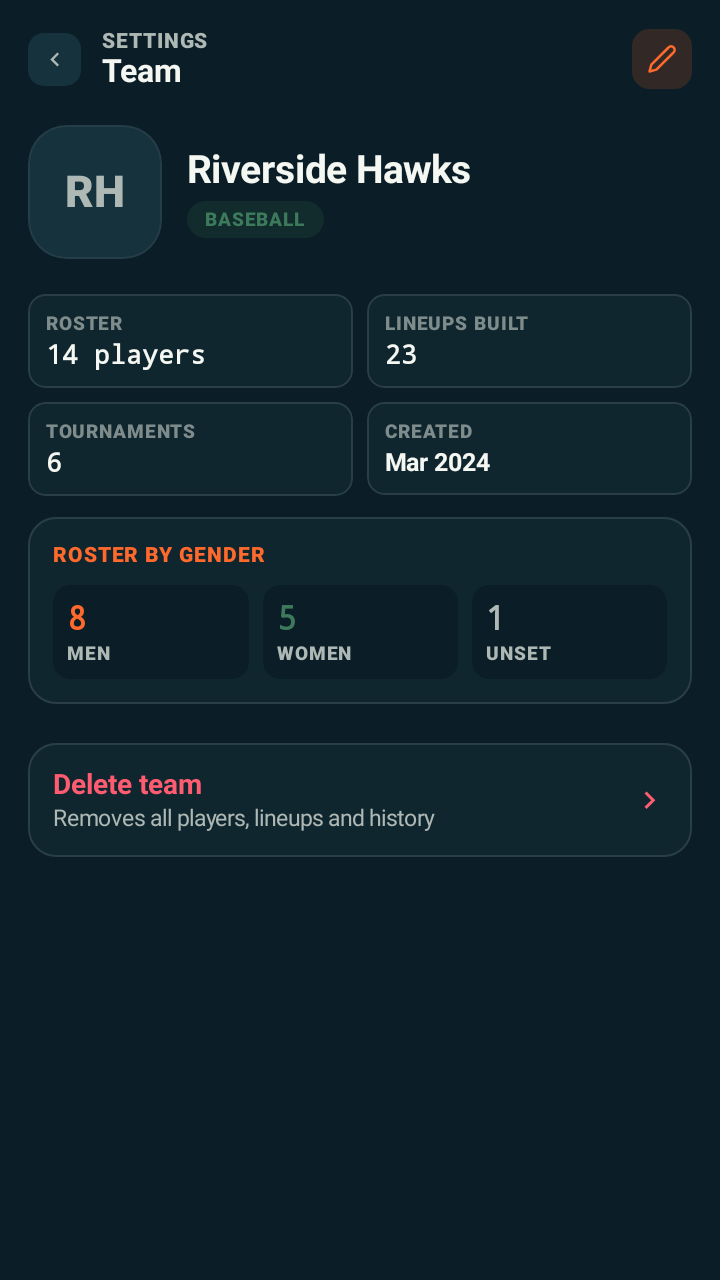 SETTINGS
Team
RH
Riverside Hawks
BASEBALL
ROSTER
14 players
LINEUPS BUILT
23
TOURNAMENTS
6
CREATED
Mar 2024
ROSTER BY GENDER
8
MEN
5
WOMEN
1
UNSET
Delete team
Removes all players, lineups and history